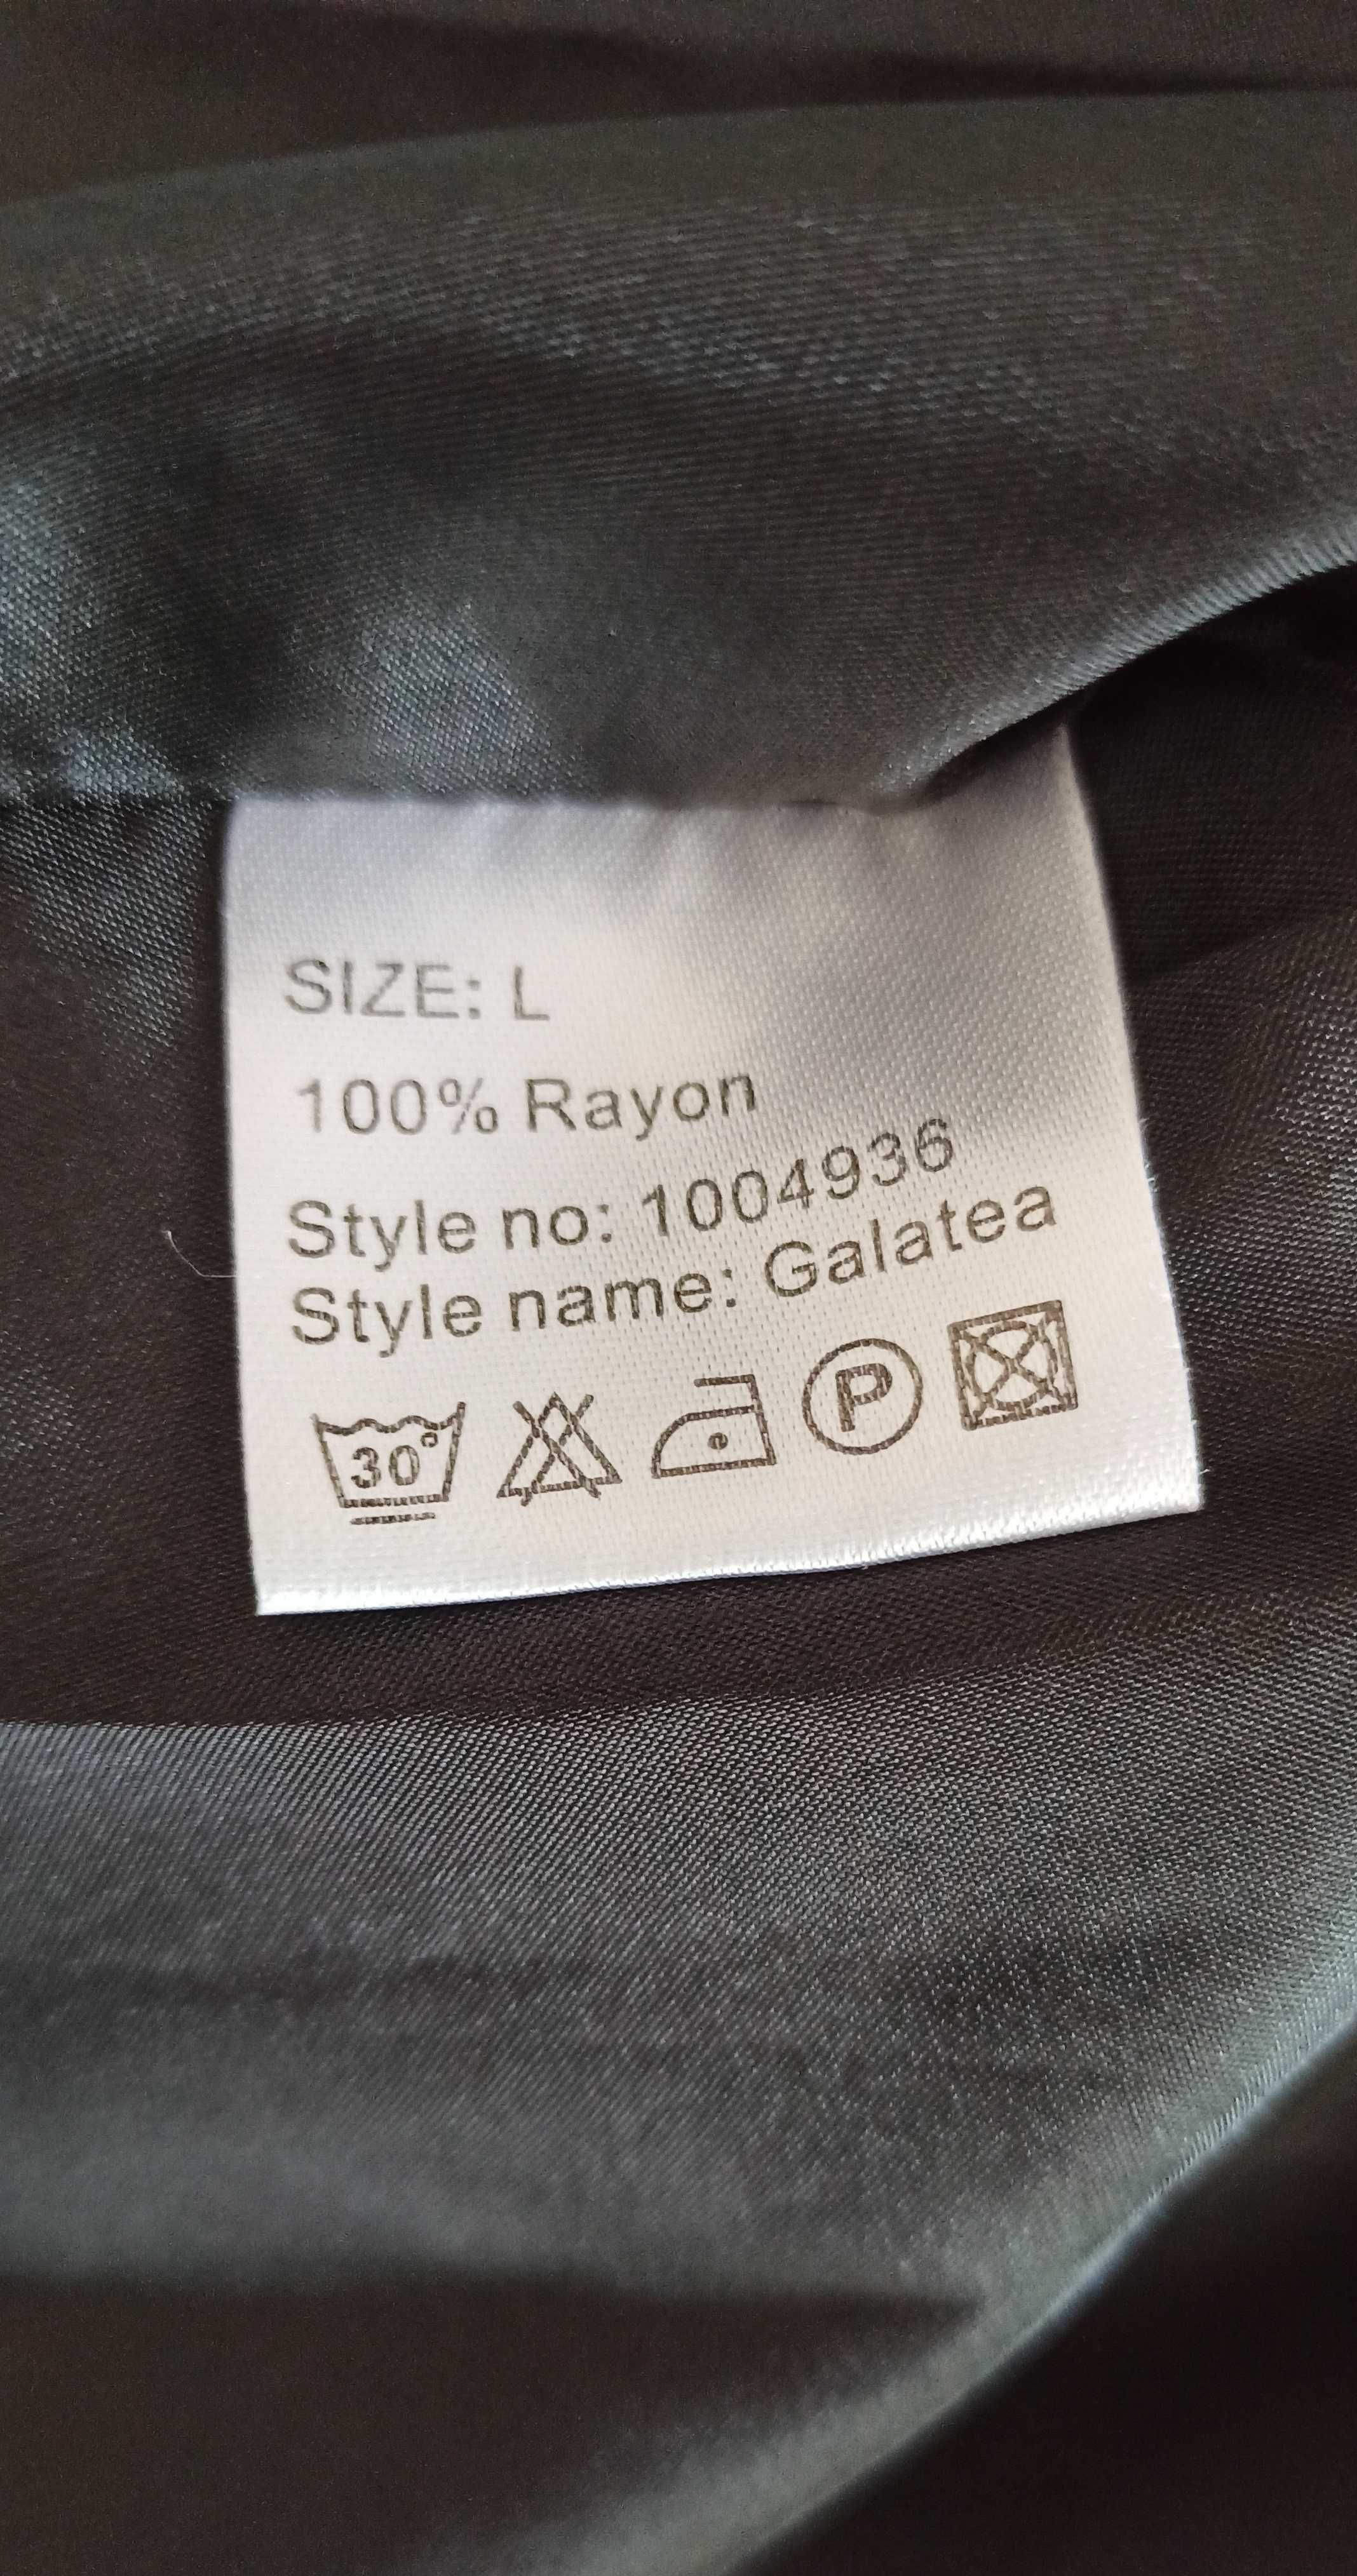 SIZE: L
100% Rayon
Style no: 1004936
Style name: Galatea
30° P